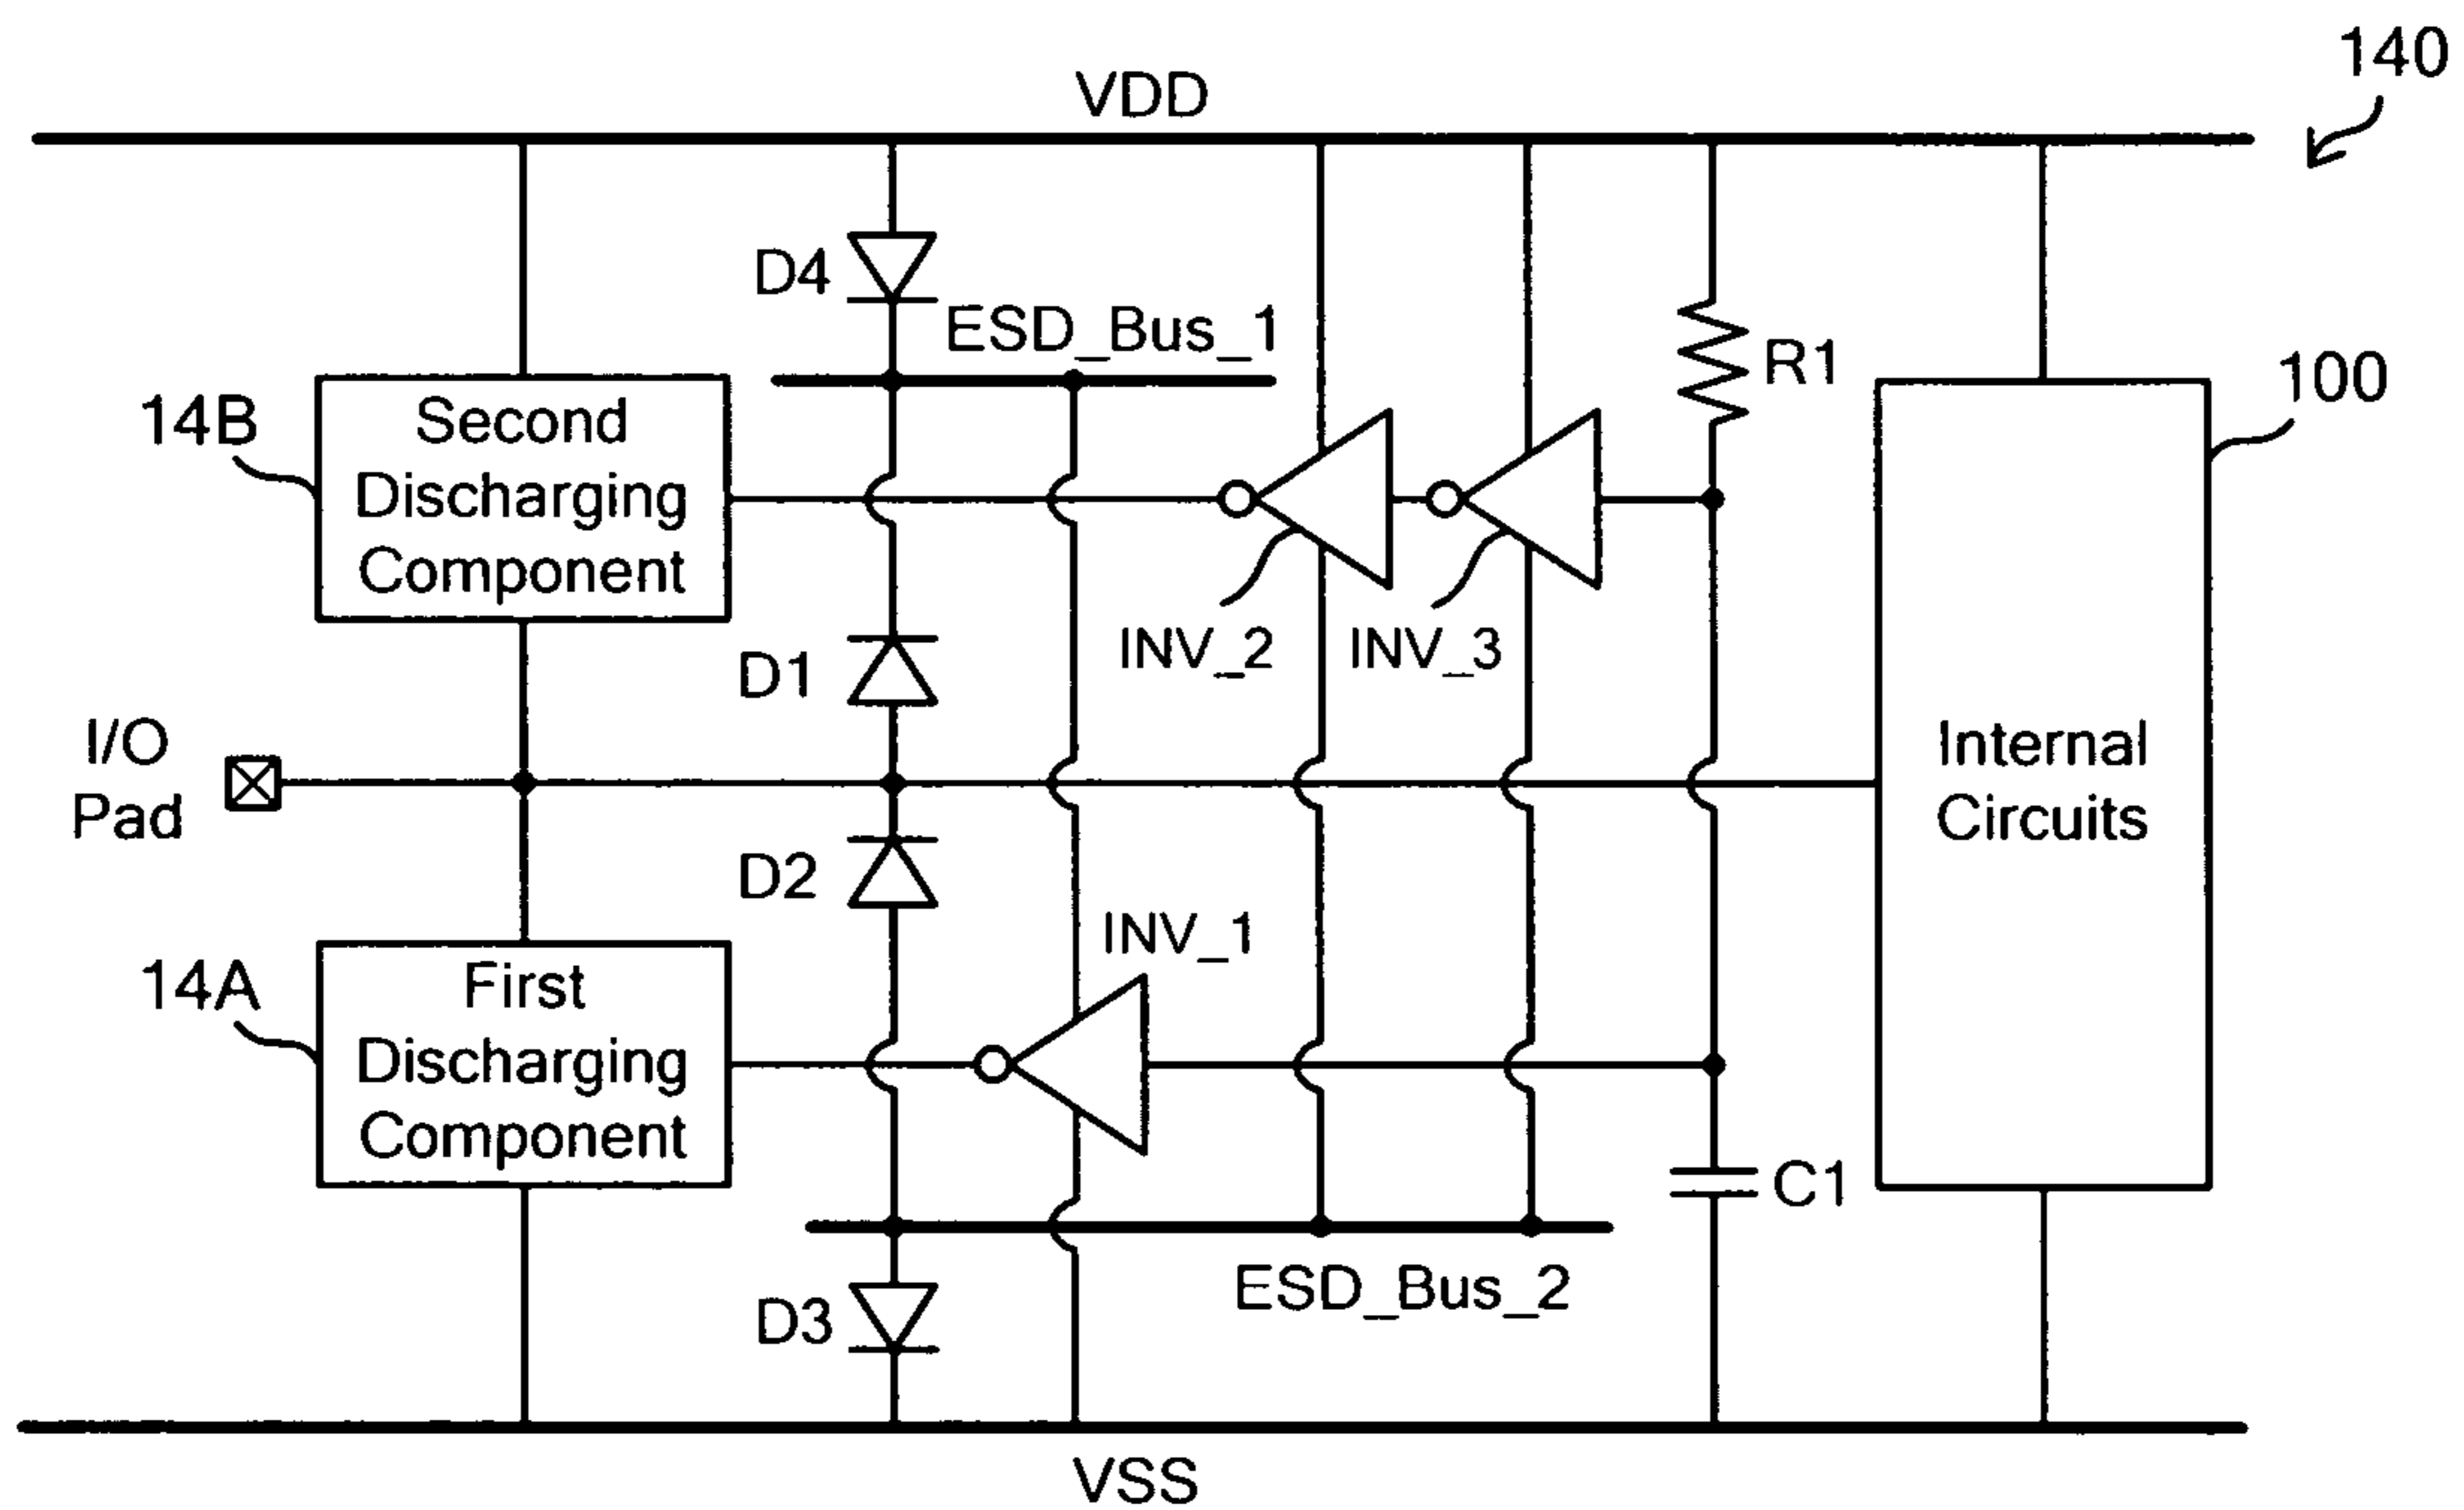 140
VDD
D4
ESD_Bus_1
R1
100
14B
Second
Discharging
Component
INV_2
INV_3
D1
I/O
Pad
Internal
Circuits
D2
INV_1
14A
First
Discharging
Component
C1
ESD_Bus_2
D3
VSS